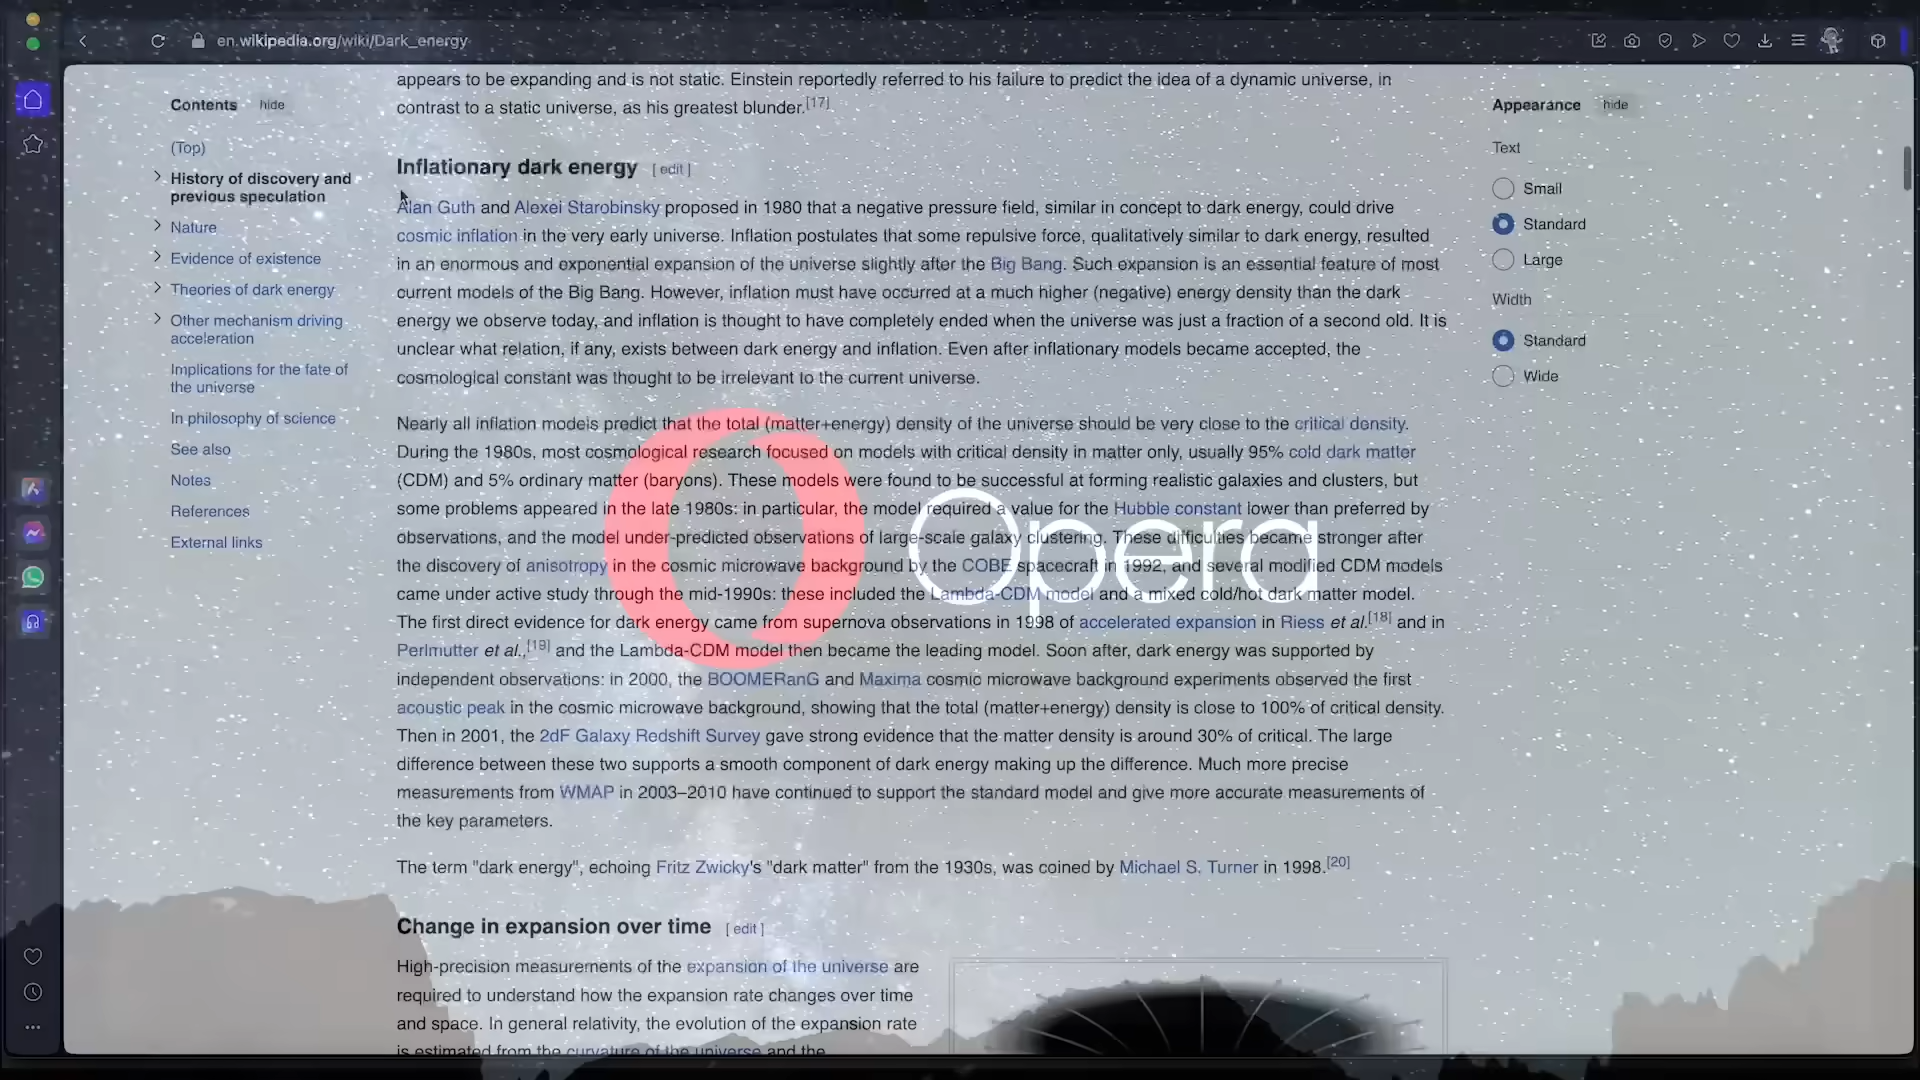 en.wikipedia.org/wiki/Dark_energy
Contents hide
(Top)
History of discovery and
previous speculation
Nature
Evidence of existence
Theories of dark energy
Other mechanism driving
acceleration
Implications for the fate of
the universe
In philosophy of science
See also
Notes
References
External links
appears to be expanding and is not static. Einstein reportedly referred to his failure to predict the idea of a dynamic universe, in
contrast to a static universe, as his greatest blunder.[17]
Inflationary dark energy [ edit ]
Alan Guth and Alexei Starobinsky proposed in 1980 that a negative pressure field, similar in concept to dark energy, could drive
cosmic inflation in the very early universe. Inflation postulates that some repulsive force, qualitatively similar to dark energy, resulted
in an enormous and exponential expansion of the universe slightly after the Big Bang. Such expansion is an essential feature of most
current models of the Big Bang. However, inflation must have occurred at a much higher (negative) energy density than the dark
energy we observe today, and inflation is thought to have completely ended when the universe was just a fraction of a second old. It is
unclear what relation, if any, exists between dark energy and inflation. Even after inflationary models became accepted, the
cosmological constant was thought to be irrelevant to the current universe.
Nearly all inflation models predict that the total (matter+energy) density of the universe should be very close to the critical density.
During the 1980s, most cosmological research focused on models with critical density in matter only, usually 95% cold dark matter
(CDM) and 5% ordinary matter (baryons). These models were found to be successful at forming realistic galaxies and clusters, but
some problems appeared in the late 1980s: in particular, the model required a value for the Hubble constant lower than preferred by
observations, and the model under-predicted observations of large-scale galaxy clustering. These difficulties became stronger after
the discovery of anisotropy in the cosmic microwave background by the COBE spacecraft in 1992, and several modified CDM models
came under active study through the mid-1990s: these included the Lambda-CDM model and a mixed cold/hot dark matter model.
The first direct evidence for dark energy came from supernova observations in 1998 of accelerated expansion in Riess et al.[18] and in
Perlmutter et al.,[19] and the Lambda-CDM model then became the leading model. Soon after, dark energy was supported by
independent observations: in 2000, the BOOMERanG and Maxima cosmic microwave background experiments observed the first
acoustic peak in the cosmic microwave background, showing that the total (matter+energy) density is close to 100% of critical density.
Then in 2001, the 2dF Galaxy Redshift Survey gave strong evidence that the matter density is around 30% of critical. The large
difference between these two supports a smooth component of dark energy making up the difference. Much more precise
measurements from WMAP in 2003–2010 have continued to support the standard model and give more accurate measurements of
the key parameters.
The term "dark energy", echoing Fritz Zwicky's "dark matter" from the 1930s, was coined by Michael S. Turner in 1998.[20]
Change in expansion over time [ edit ]
High-precision measurements of the expansion of the universe are
required to understand how the expansion rate changes over time
and space. In general relativity, the evolution of the expansion rate
is estimated from the curvature of the universe and the
Opera
Appearance hide
Text
Small
Standard
Large
Width
Standard
Wide